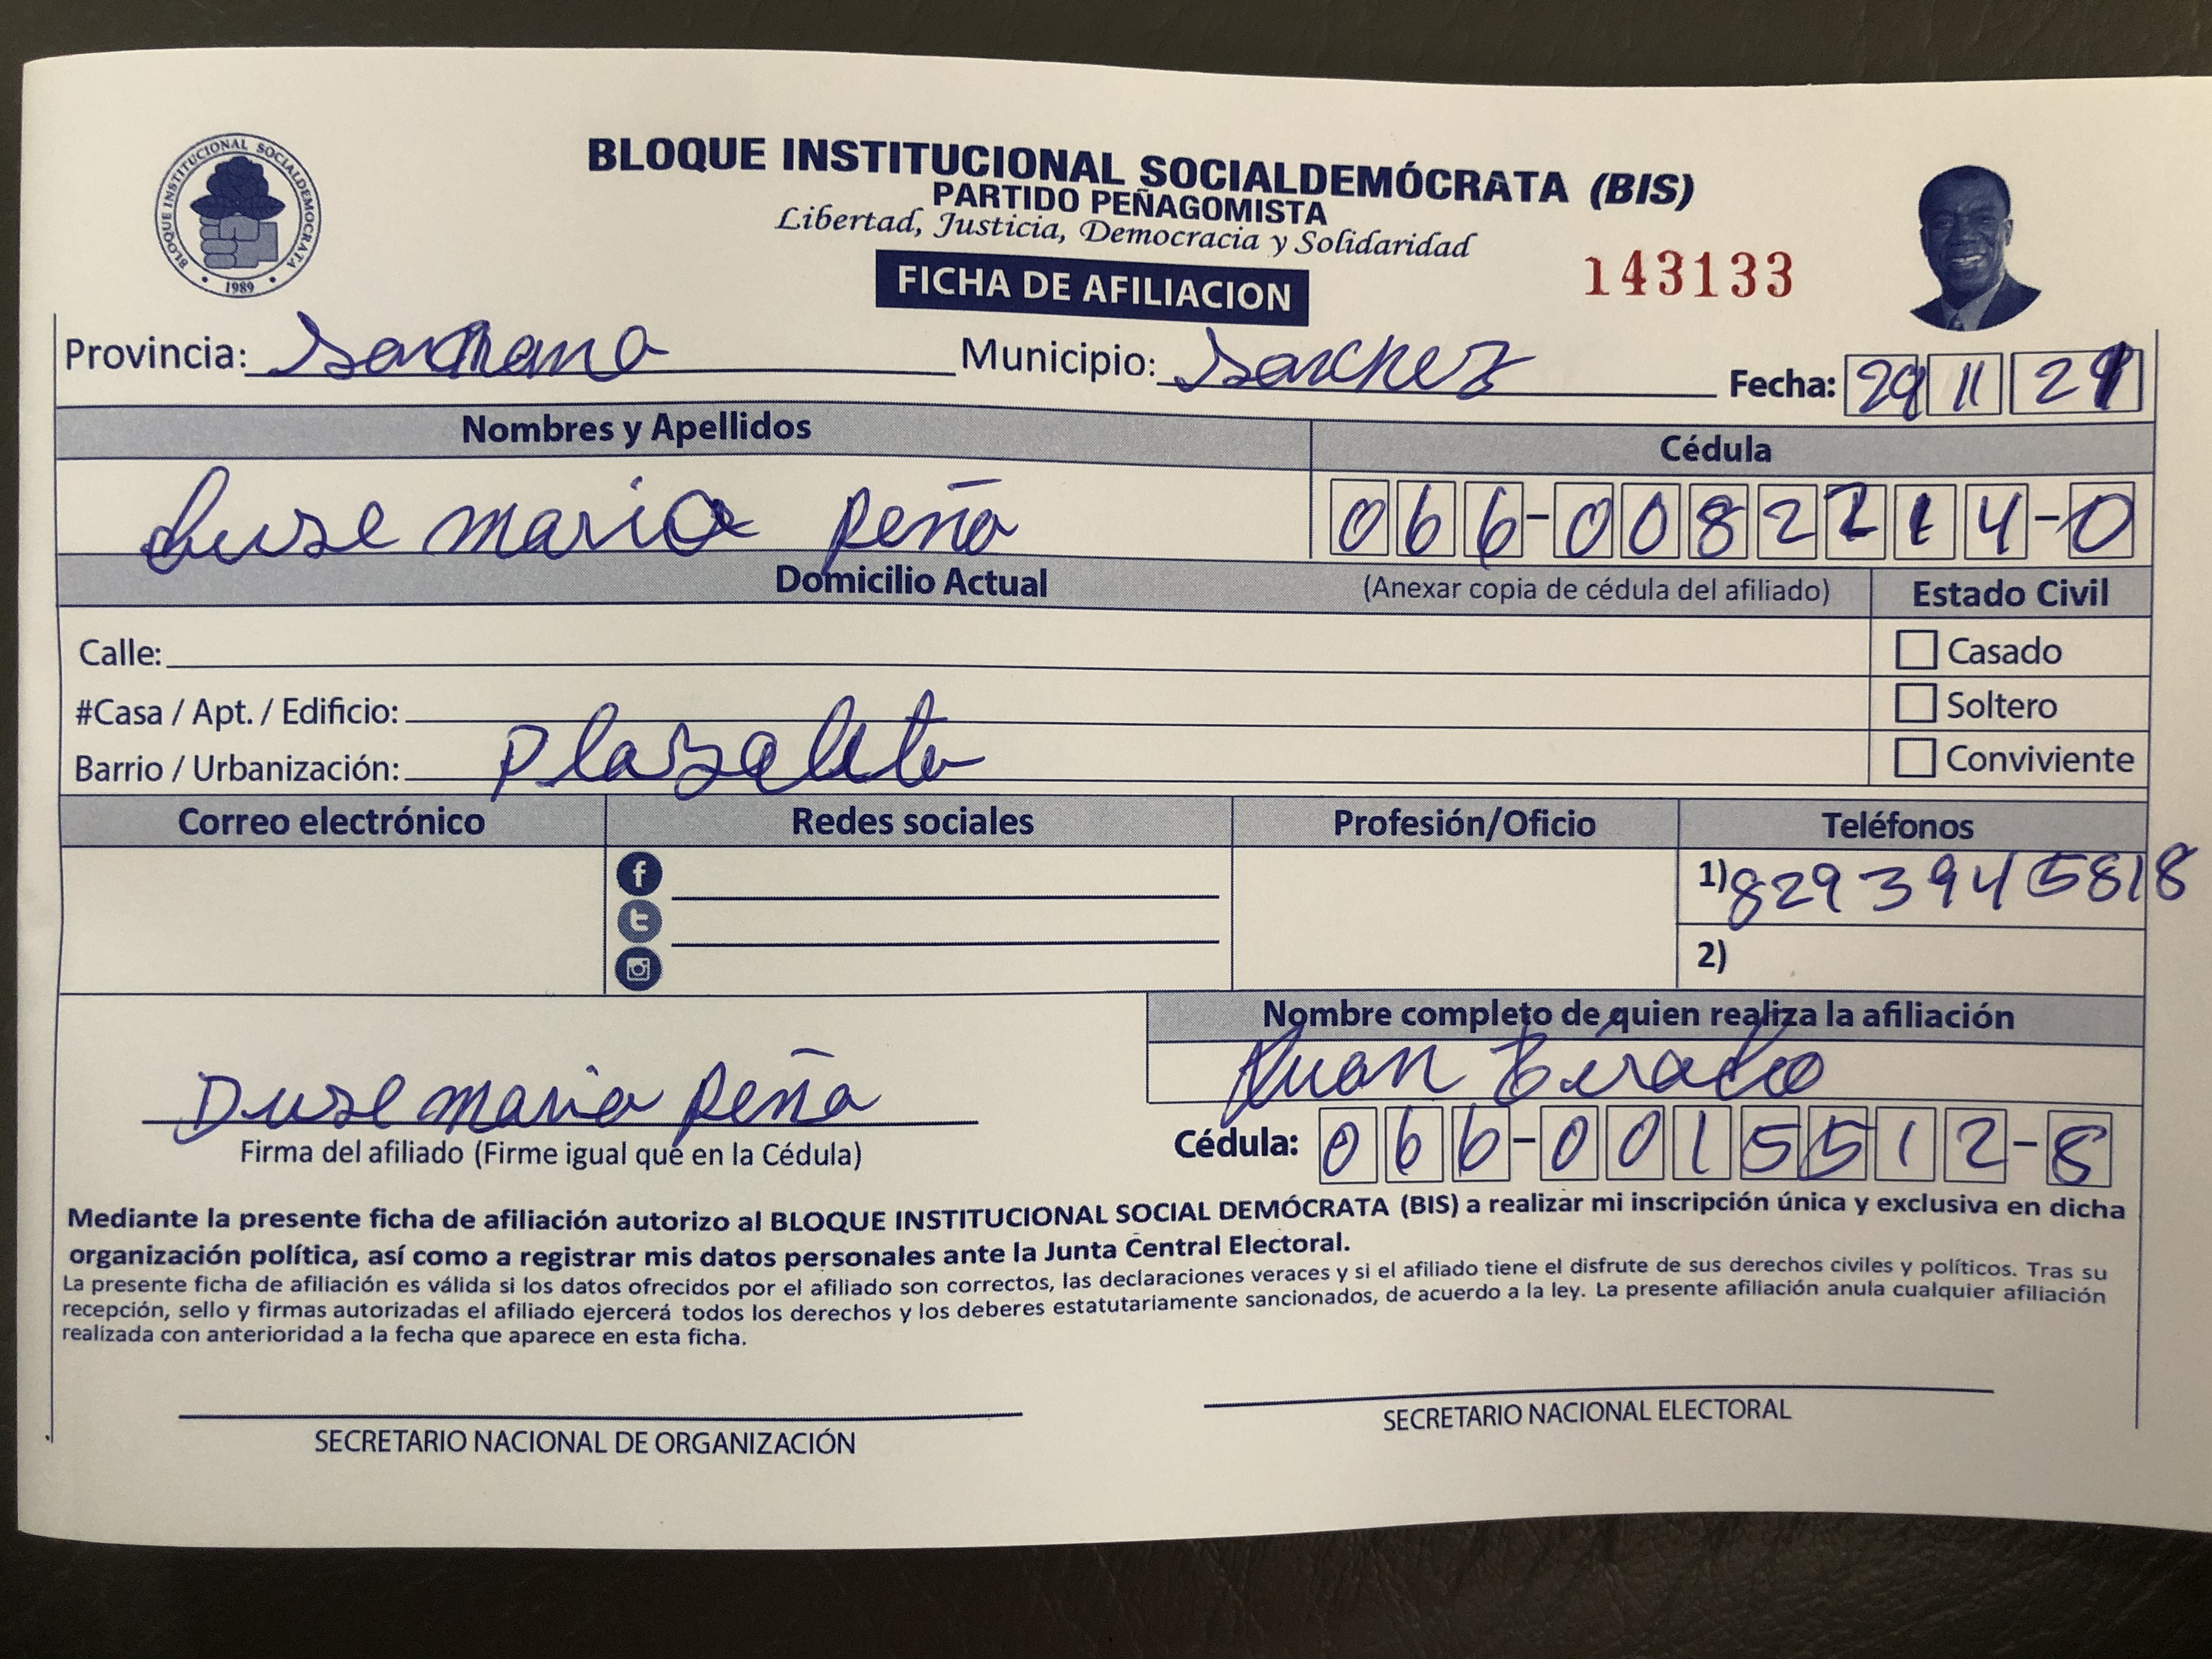 BLOQUE INSTITUCIONAL SOCIALDEMOCRATA
1989
BLOQUE INSTITUCIONAL SOCIALDEMÓCRATA (BIS)
PARTIDO PEÑAGOMISTA
Libertad, Justicia, Democracia y Solidaridad
FICHA DE AFILIACION
143133
Provincia: Samana Municipio: Sanchez Fecha: 29 11 21
Nombres y Apellidos Cédula
maria Peña 066-0082214-0
Domicilio Actual (Anexar copia de cédula del afiliado) Estado Civil
Calle: Casado
#Casa / Apt. / Edificio: Soltero
Barrio / Urbanización: Conviviente
Correo electrónico Redes sociales Profesión/Oficio Teléfonos
1) 8293945818
2)
Nombre completo de quien realiza la afiliación
Juan
maria Peña
Firma del afiliado (Firme igual que en la Cédula) Cédula: 066-0015512-8
Mediante la presente ficha de afiliación autorizo al BLOQUE INSTITUCIONAL SOCIAL DEMÓCRATA (BIS) a realizar mi inscripción única y exclusiva en dicha
organización política, así como a registrar mis datos personales ante la Junta Central Electoral.
La presente ficha de afiliación es válida si los datos ofrecidos por el afiliado son correctos, las declaraciones veraces y si el afiliado tiene el disfrute de sus derechos civiles y políticos. Tras su
recepción, sello y firmas autorizadas el afiliado ejercerá todos los derechos y los deberes estatutariamente sancionados, de acuerdo a la ley. La presente afiliación anula cualquier afiliación
realizada con anterioridad a la fecha que aparece en esta ficha.
SECRETARIO NACIONAL DE ORGANIZACIÓN SECRETARIO NACIONAL ELECTORAL